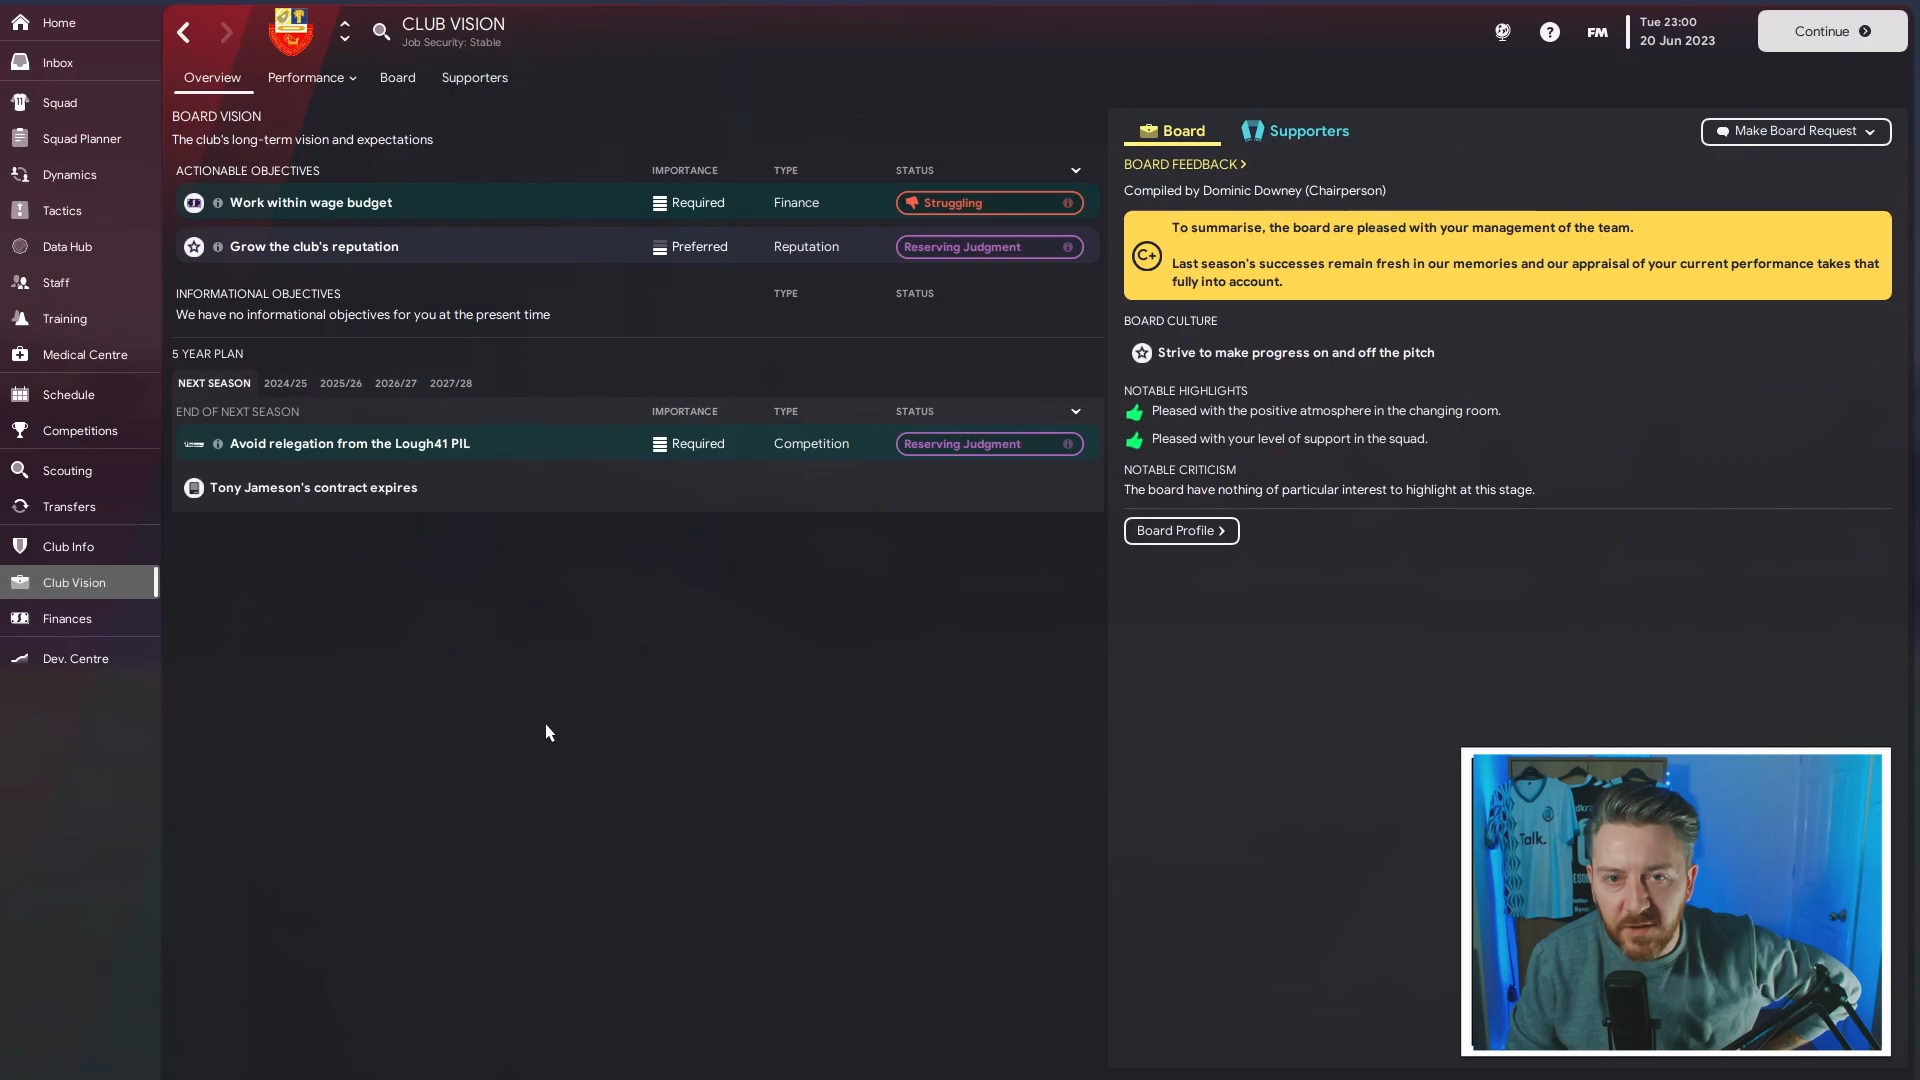 Home
Inbox
Squad
Squad Planner
Dynamics
Tactics
Data Hub
Staff
Training
Medical Centre
Schedule
Competitions
Scouting
Transfers
Club Info
Club Vision
Finances
Dev. Centre
CLUB VISION
Job Security: Stable
FM
Tue 23:00
20 Jun 2023
Continue
Overview
Performance
Board
Supporters
BOARD VISION
The club's long-term vision and expectations
ACTIONABLE OBJECTIVES IMPORTANCE TYPE STATUS
Work within wage budget Required Finance Struggling
Grow the club's reputation Preferred Reputation Reserving Judgment
INFORMATIONAL OBJECTIVES TYPE STATUS
We have no informational objectives for you at the present time
5 YEAR PLAN
NEXT SEASON 2024/25 2025/26 2026/27 2027/28
END OF NEXT SEASON IMPORTANCE TYPE STATUS
Avoid relegation from the Lough41 PIL Required Competition Reserving Judgment
Tony Jameson's contract expires
Board
Supporters
Make Board Request
BOARD FEEDBACK
Compiled by Dominic Downey (Chairperson)
C+
To summarise, the board are pleased with your management of the team.
Last season's successes remain fresh in our memories and our appraisal of your current performance takes that
fully into account.
BOARD CULTURE
Strive to make progress on and off the pitch
NOTABLE HIGHLIGHTS
Pleased with the positive atmosphere in the changing room.
Pleased with your level of support in the squad.
NOTABLE CRITICISM
The board have nothing of particular interest to highlight at this stage.
Board Profile
Talk.